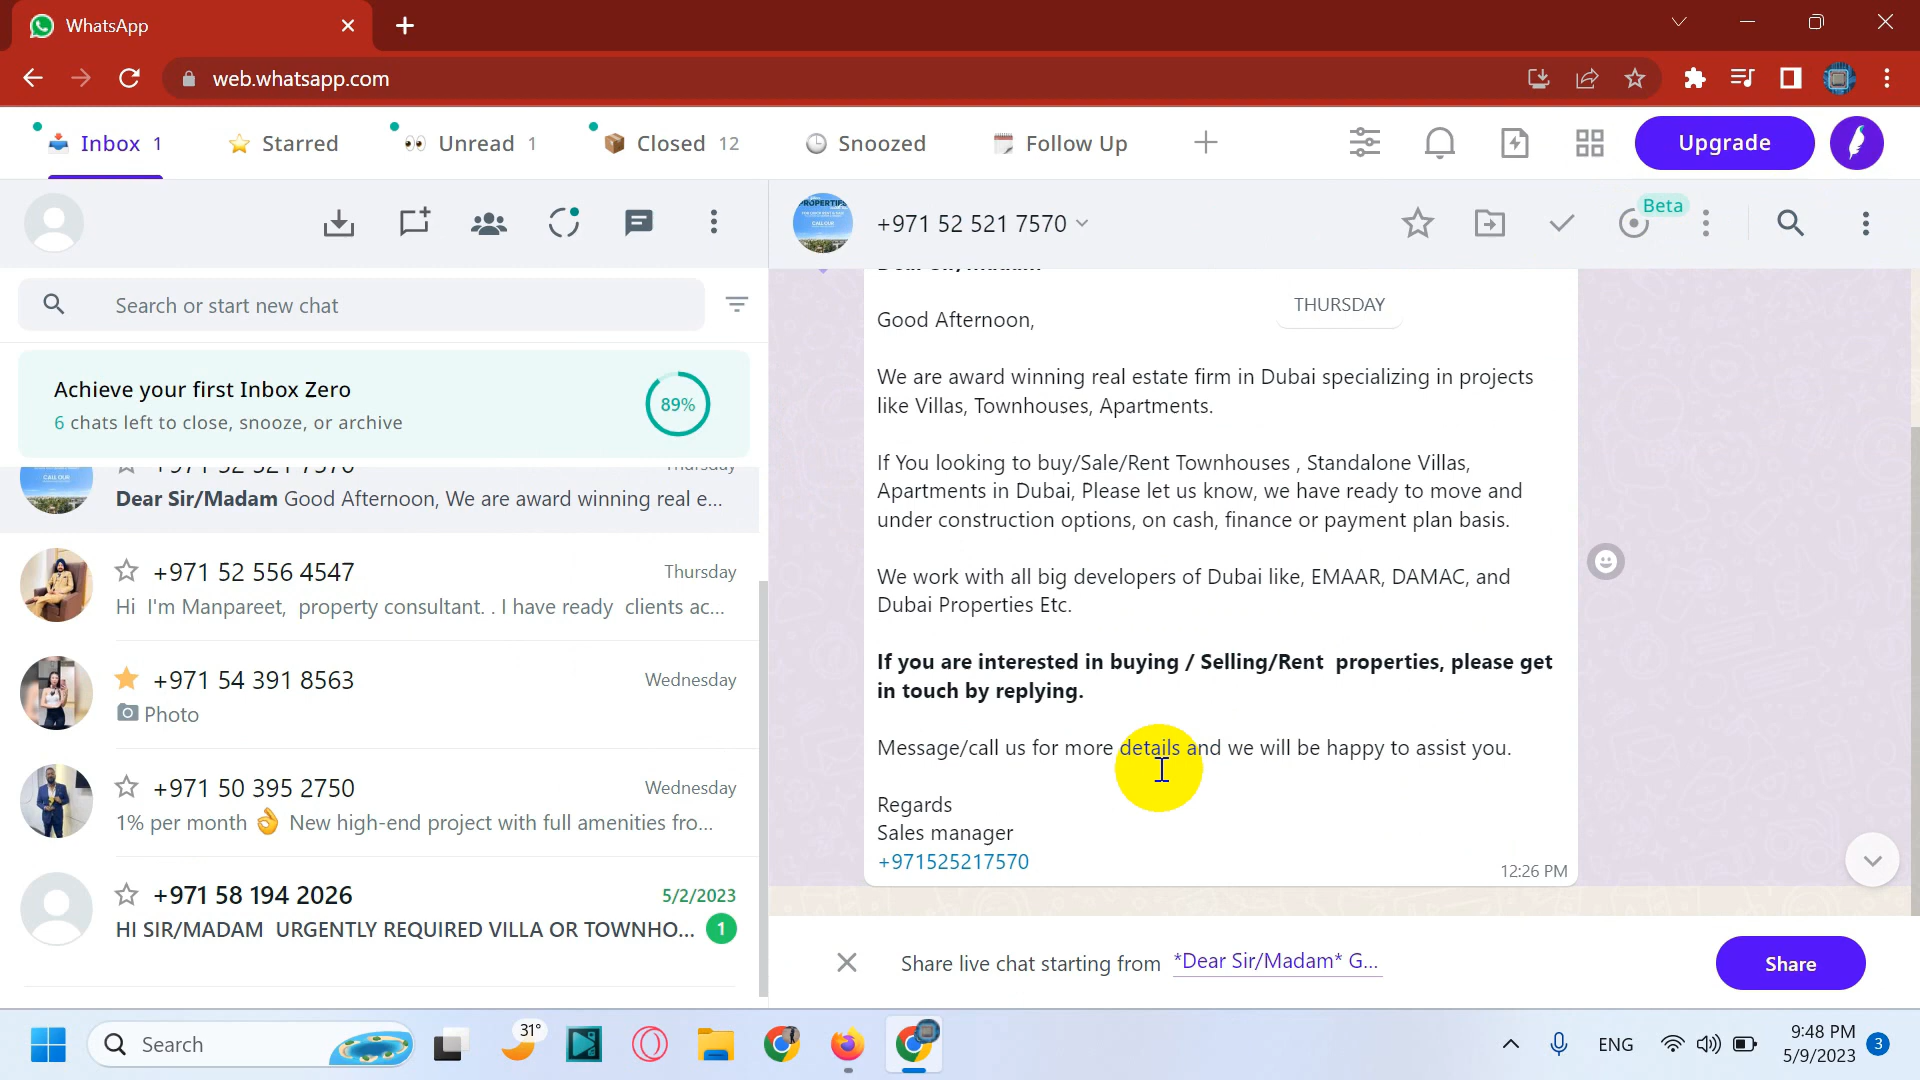 WhatsApp
web.whatsapp.com
Inbox 1
Starred
Unread 1
Closed 12
Snoozed
Follow Up
Upgrade
+971 52 521 7570
Beta
Search or start new chat
Achieve your first Inbox Zero
6 chats left to close, snooze, or archive
89%
CALL OUR
Thursday
Dear Sir/Madam Good Afternoon, We are award winning real e...
+971 52 556 4547
Thursday
Hi I'm Manpareet, property consultant. . I have ready clients ac...
+971 54 391 8563
Wednesday
Photo
+971 50 395 2750
Wednesday
1% per month 👌 New high-end project with full amenities fro...
+971 58 194 2026
5/2/2023
HI SIR/MADAM URGENTLY REQUIRED VILLA OR TOWNHO...
1
THURSDAY
Good Afternoon,
We are award winning real estate firm in Dubai specializing in projects
like Villas, Townhouses, Apartments.
If You looking to buy/Sale/Rent Townhouses , Standalone Villas,
Apartments in Dubai, Please let us know, we have ready to move and
under construction options, on cash, finance or payment plan basis.
We work with all big developers of Dubai like, EMAAR, DAMAC, and
Dubai Properties Etc.
If you are interested in buying / Selling/Rent properties, please get
in touch by replying.
Message/call us for more details and we will be happy to assist you.
Regards
Sales manager
+971525217570
12:26 PM
Share live chat starting from *Dear Sir/Madam* G...
Share
Search
31°
ENG
9:48 PM
5/9/2023
3